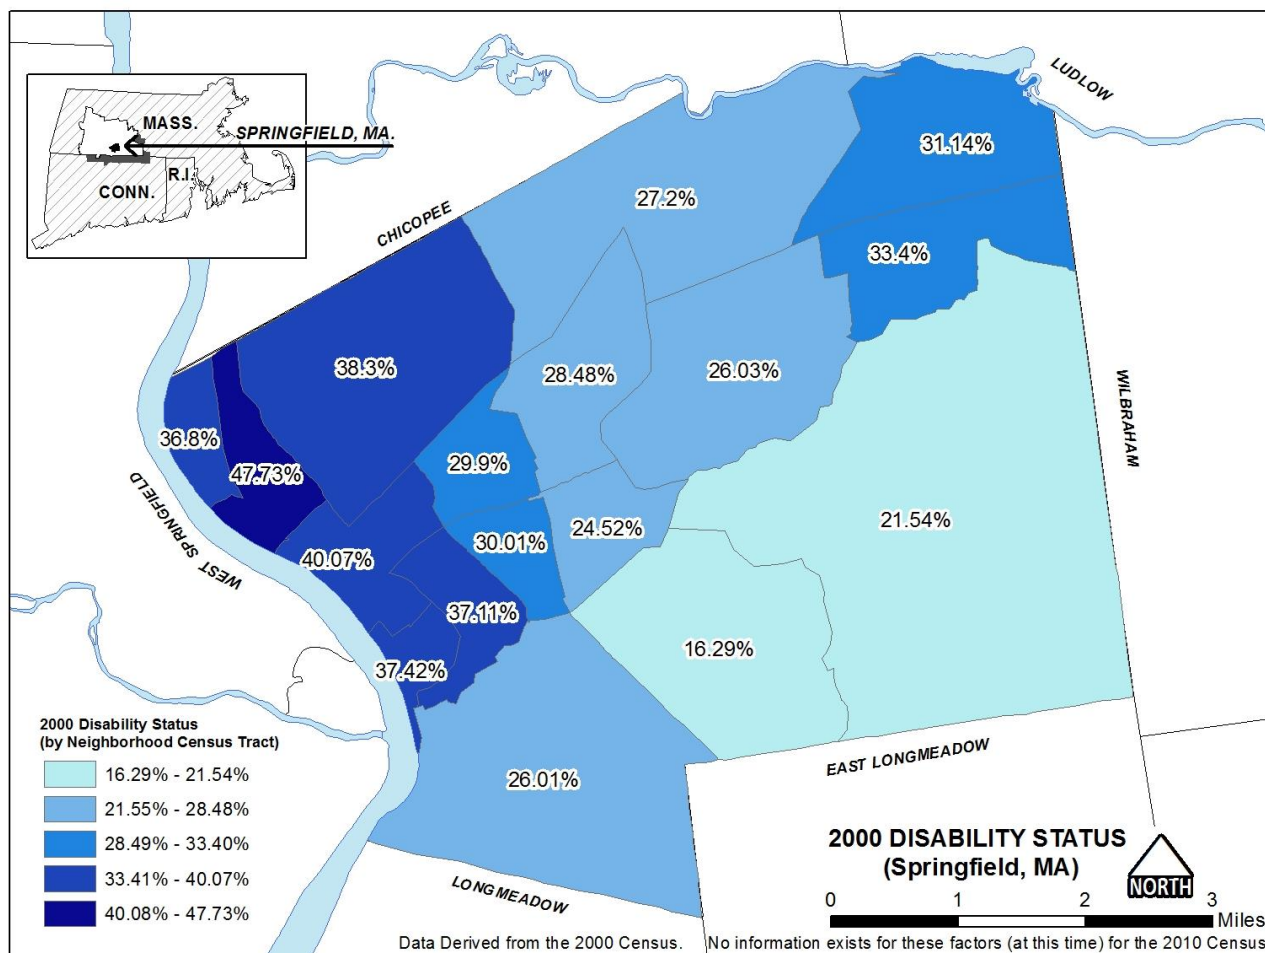 LUDLOW
MASS.
SPRINGFIELD, MA.
R.I.
CONN.
31.14%
27.2%
CHICOPEE
33.4%
38.3%
28.48%
26.03%
WILBRAHAM
36.8%
47.73%
29.9%
WEST SPRINGFIELD
24.52%
21.54%
30.01%
40.07%
37.11%
16.29%
37.42%
2000 Disability Status
(by Neighborhood Census Tract)
16.29% - 21.54%
21.55% - 28.48%
28.49% - 33.40%
33.41% - 40.07%
40.08% - 47.73%
26.01%
EAST LONGMEADOW
LONGMEADOW
2000 DISABILITY STATUS
(Springfield, MA)
NORTH
0 1 2 3
Miles
Data Derived from the 2000 Census. No information exists for these factors (at this time) for the 2010 Census